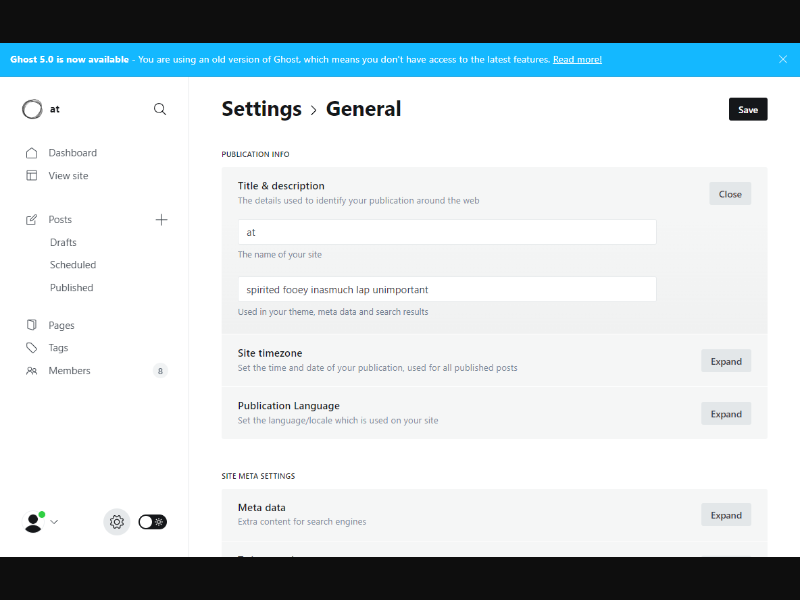 Ghost 5.0 is now available - You are using an old version of Ghost, which means you don't have access to the latest features. Read more!
at
Dashboard
View site
Posts
Drafts
Scheduled
Published
Pages
Tags
Members 8
Settings > General
Save
PUBLICATION INFO
Title & description
The details used to identify your publication around the web
Close
at
The name of your site
spirited fooey inasmuch lap unimportant
Used in your theme, meta data and search results
Site timezone
Set the time and date of your publication, used for all published posts
Expand
Publication Language
Set the language/locale which is used on your site
Expand
SITE META SETTINGS
Meta data
Extra content for search engines
Expand